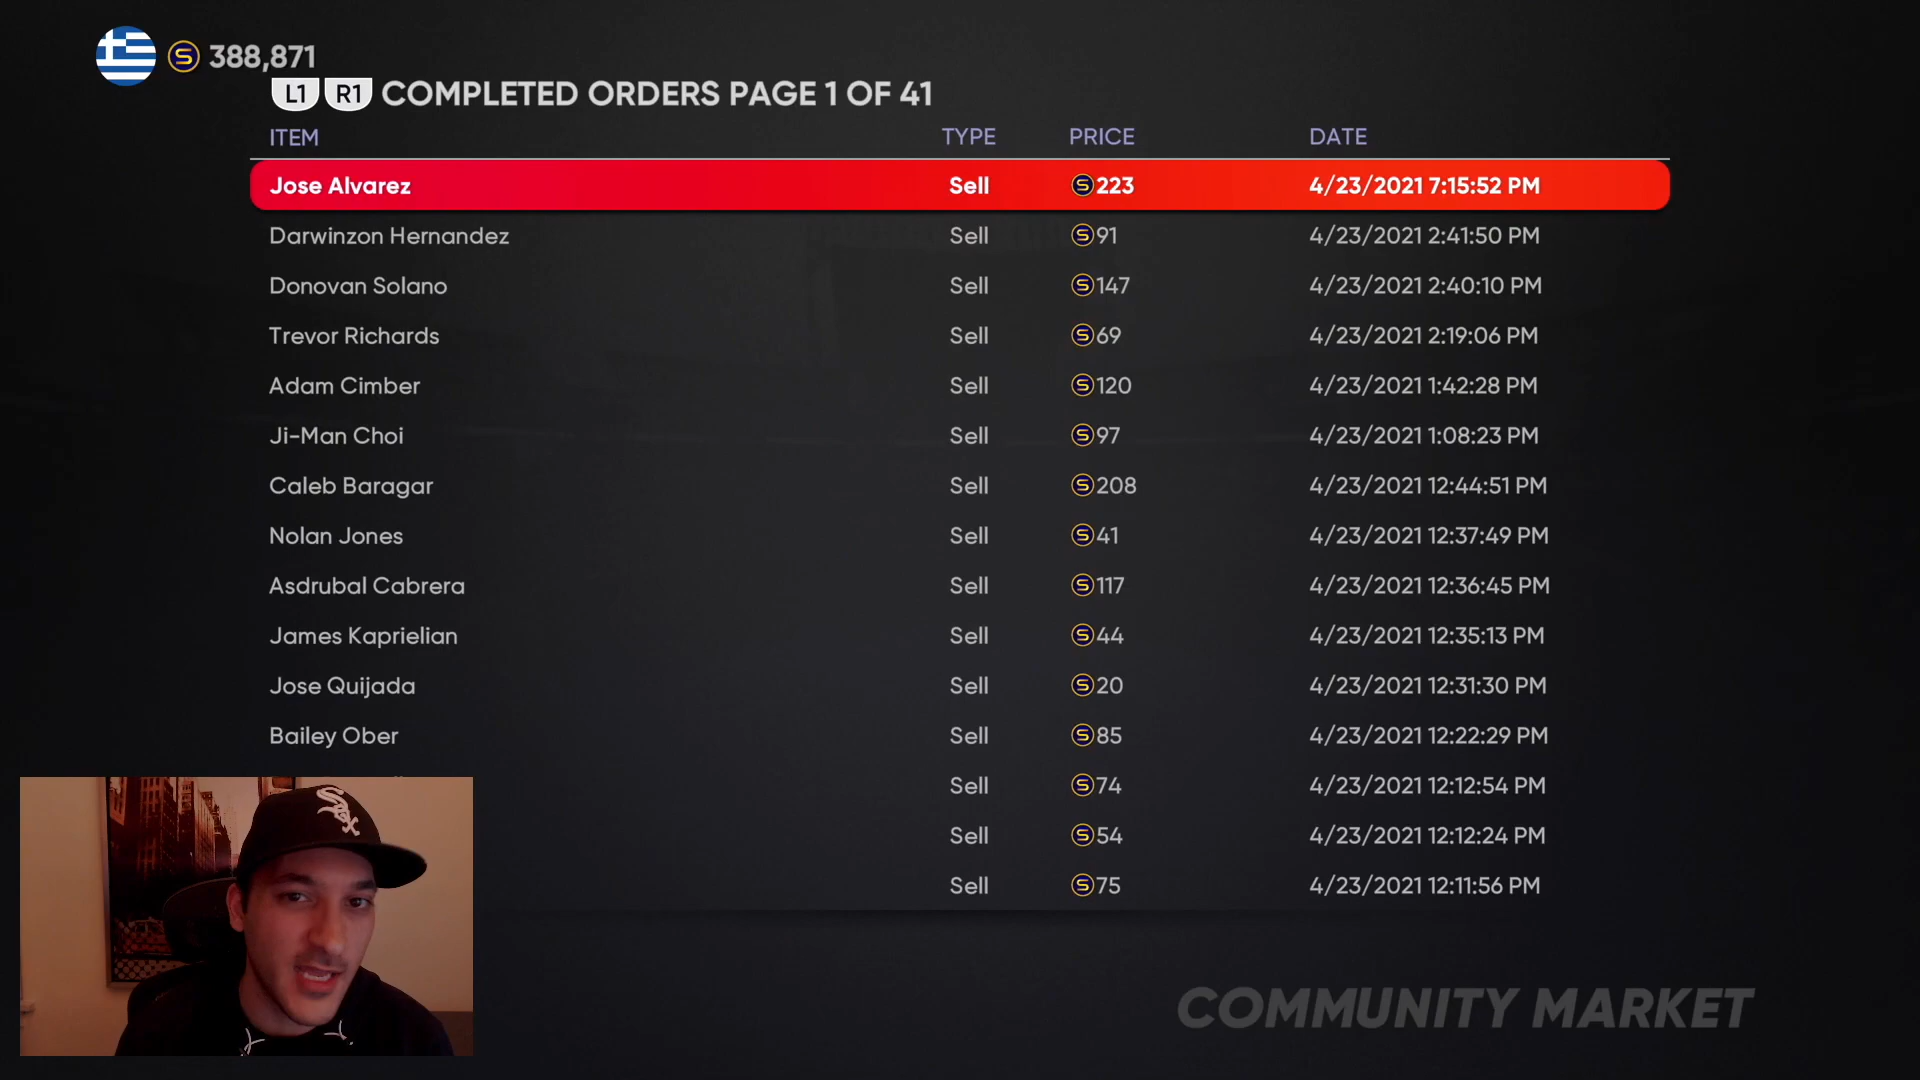 388,871
L1 R1 COMPLETED ORDERS PAGE 1 OF 41
ITEM TYPE PRICE DATE
Jose Alvarez Sell 223 4/23/2021 7:15:52 PM
Darwinzon Hernandez Sell 91 4/23/2021 2:41:50 PM
Donovan Solano Sell 147 4/23/2021 2:40:10 PM
Trevor Richards Sell 69 4/23/2021 2:19:06 PM
Adam Cimber Sell 120 4/23/2021 1:42:28 PM
Ji-Man Choi Sell 97 4/23/2021 1:08:23 PM
Caleb Baragar Sell 208 4/23/2021 12:44:51 PM
Nolan Jones Sell 41 4/23/2021 12:37:49 PM
Asdrubal Cabrera Sell 117 4/23/2021 12:36:45 PM
James Kaprielian Sell 44 4/23/2021 12:35:13 PM
Jose Quijada Sell 20 4/23/2021 12:31:30 PM
Bailey Ober Sell 85 4/23/2021 12:22:29 PM
Sell 74 4/23/2021 12:12:54 PM
Sell 54 4/23/2021 12:12:24 PM
Sell 75 4/23/2021 12:11:56 PM
Sox
COMMUNITY MARKET